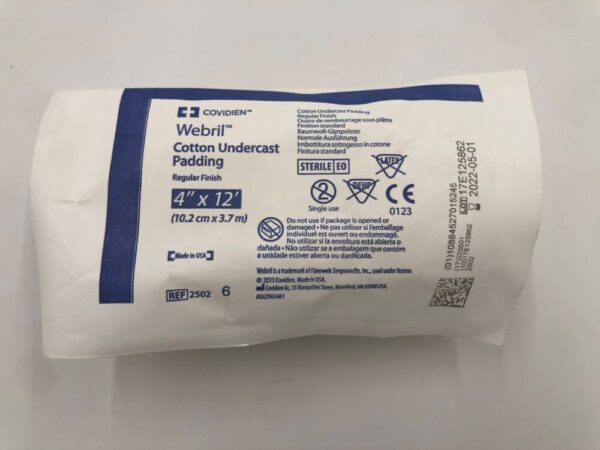 COVIDIEN™
Webril™
Cotton Undercast
Padding
Regular Finish
4" x 12'
(10.2 cm x 3.7 m)
Made in USA
REF 2502 6
Cotton Undercast Padding
Regular Finish
Ouate de rembourrage sous plâtre
Finition standard
Baumwoll-Gipspolster
Normale Ausführung
Imbottitura sottogesso in cotone
Finitura standard
STERILE EO
LATEX
2
Single use
DEHP
CE
0123
Do not use if package is opened or
damaged • Ne pas utiliser si l'emballage
individuel est ouvert ou endommagé.
No utilizar si la envoltura está abierta o
dañada • Não utilizar se a embalagem que contém
a unidade estiver aberta ou danificada.
Webril is a trademark of Fiberweb Simpsonville, Inc., used under license.
© 2011 Covidien. Made in USA.
Covidien llc, 15 Hampshire Street, Mansfield, MA 02048 USA.
(01)10884527015245
LOT 17E125862
2022-05-01
(10)17E125862
2502